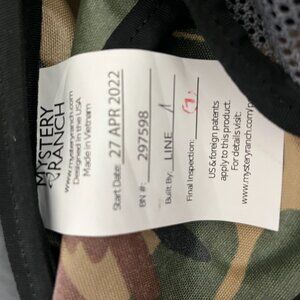 MYSTERY
RANCH
www.mysteryranch.com
Designed in the USA
Made in Vietnam
Start Date: 27 APR 2022
BN #: 297598
Built By: LINE 1
Final Inspection:
US & foreign patents
apply to this product.
For details visit:
www.mysteryranch.com/p